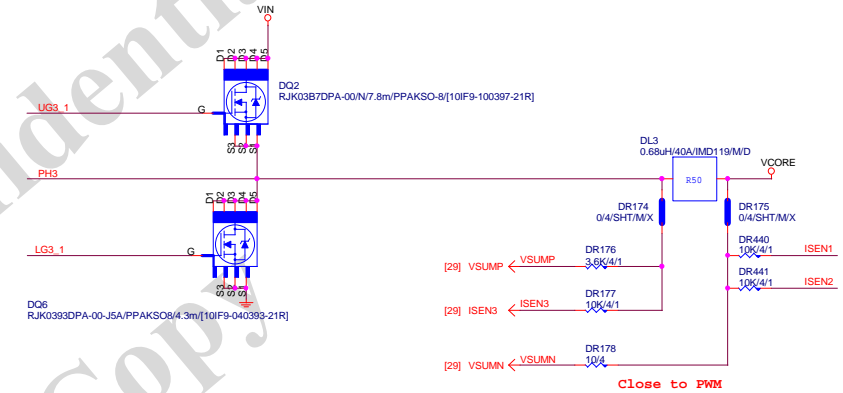 VIN
D1
D2
D3
D4
D5
DQ2
RJK03B7DPA-00/N/7.8m/PPAKSO-8/[10IF9-100397-21R]
UG3_1
G
S3
S2
S1
DL3
0.68uH/40A/IMD119/M/D
VCORE
PH3
R50
D1
D2
D3
D4
D5
DR174
0/4/SHT/M/X
DR175
0/4/SHT/M/X
LG3_1
G
DR440
10K/4/1
ISEN1
DR176
3.6K/4/1
[29] VSUMP
VSUMP
DR441
10K/4/1
ISEN2
S3
S2
S1
DQ6
RJK0393DPA-00-J5A/PPAKSO8/4.3m/[10IF9-040393-21R]
DR177
10K/4/1
[29] ISEN3
ISEN3
DR178
10/4
[29] VSUMN
VSUMN
Close to PWM
Copy